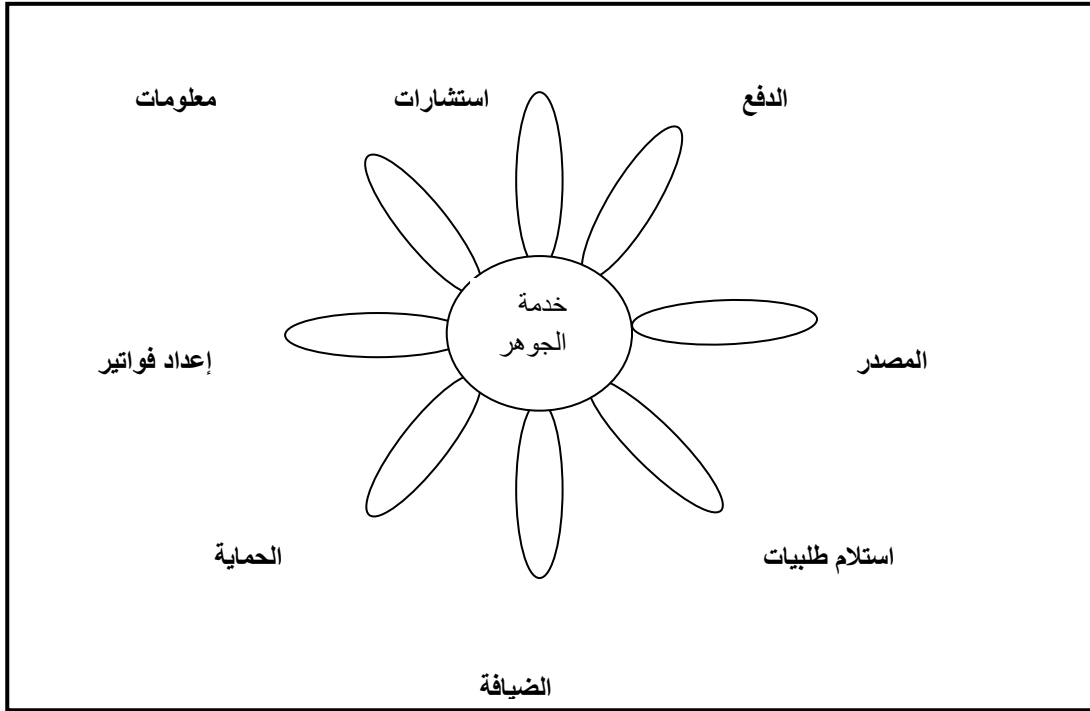 الدفع
استشارات
معلومات
خدمة
الجوهر
المصدر
إعداد فواتير
استلام طلبيات
الحماية
الضيافة